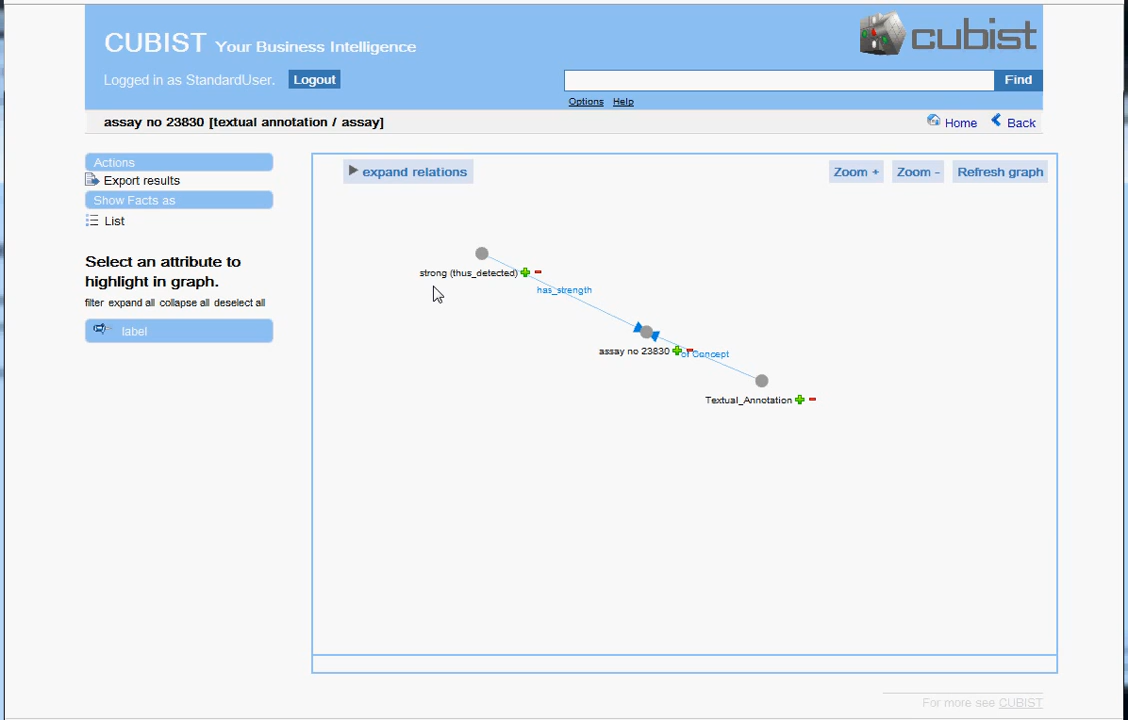 CUBIST Your Business Intelligence
cubist
Logged in as StandardUser. Logout
Find
Options Help
assay no 23830 [textual annotation / assay]
Home Back
Actions
Export results
Show Facts as
List
Select an attribute to
highlight in graph.
filter expand all collapse all deselect all
label
expand relations
Zoom + Zoom - Refresh graph
strong (thus_detected)
has_strength
assay no 23830
of Concept
Textual_Annotation
For more see CUBIST